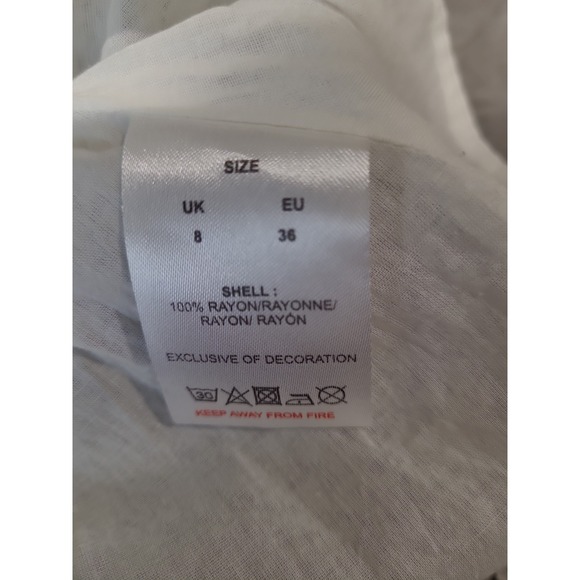 SIZE
UK EU
8 36
SHELL :
100% RAYON/RAYONNE/
RAYON/ RAYÓN
EXCLUSIVE OF DECORATION
30
KEEP AWAY FROM FIRE